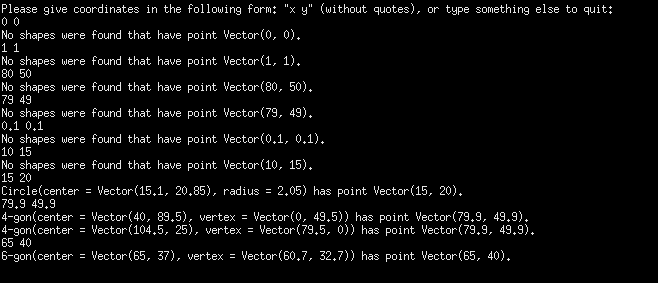 Please give coordinates in the following form: "x y" (without quotes), or type something else to quit:
0 0
No shapes were found that have point Vector(0, 0).
1 1
No shapes were found that have point Vector(1, 1).
80 50
No shapes were found that have point Vector(80, 50).
79 49
No shapes were found that have point Vector(79, 49).
0.1 0.1
No shapes were found that have point Vector(0.1, 0.1).
10 15
No shapes were found that have point Vector(10, 15).
15 20
Circle(center = Vector(15.1, 20.85), radius = 2.05) has point Vector(15, 20).
79.9 49.9
4-gon(center = Vector(40, 89.5), vertex = Vector(0, 49.5)) has point Vector(79.9, 49.9).
4-gon(center = Vector(104.5, 25), vertex = Vector(79.5, 0)) has point Vector(79.9, 49.9).
65 40
6-gon(center = Vector(65, 37), vertex = Vector(60.7, 32.7)) has point Vector(65, 40).